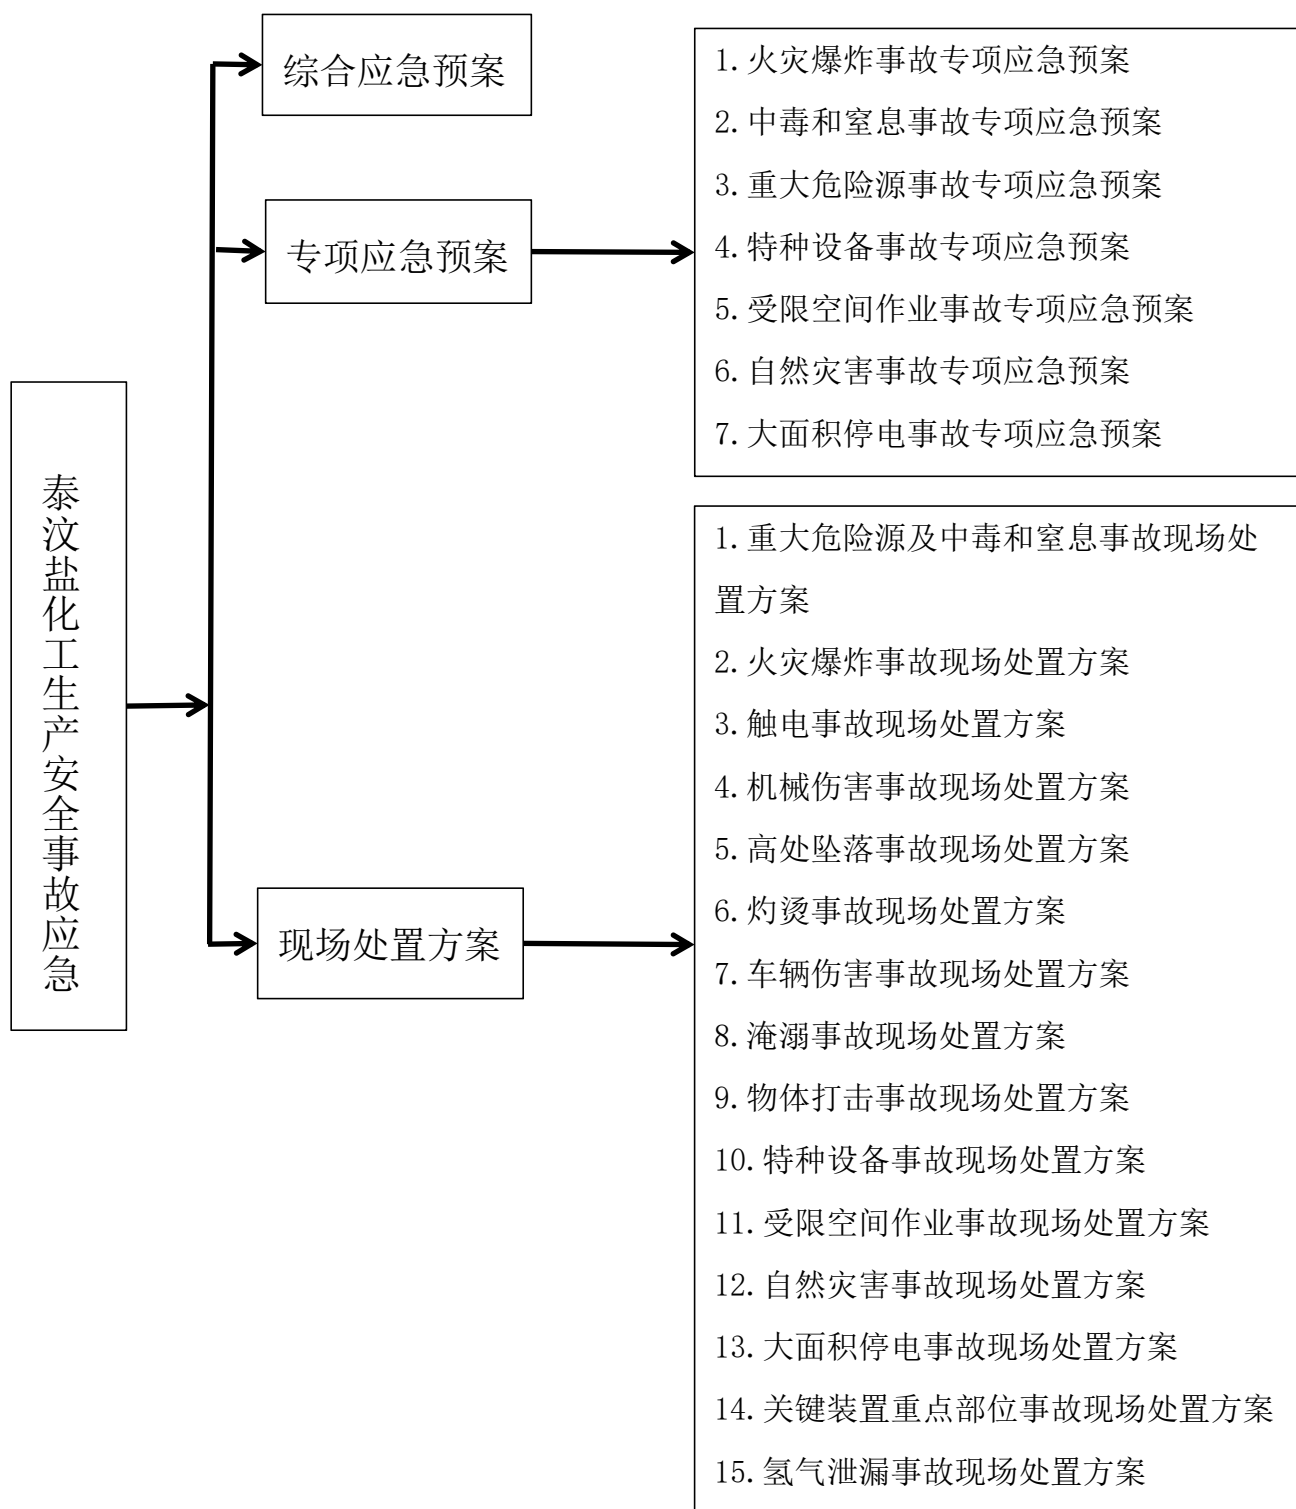 泰汶盐化工生产安全事故应急
综合应急预案
专项应急预案
1.火灾爆炸事故专项应急预案
2.中毒和窒息事故专项应急预案
3.重大危险源事故专项应急预案
4.特种设备事故专项应急预案
5.受限空间作业事故专项应急预案
6.自然灾害事故专项应急预案
7.大面积停电事故专项应急预案
现场处置方案
1.重大危险源及中毒和窒息事故现场处
置方案
2.火灾爆炸事故现场处置方案
3.触电事故现场处置方案
4.机械伤害事故现场处置方案
5.高处坠落事故现场处置方案
6.灼烫事故现场处置方案
7.车辆伤害事故现场处置方案
8.淹溺事故现场处置方案
9.物体打击事故现场处置方案
10.特种设备事故现场处置方案
11.受限空间作业事故现场处置方案
12.自然灾害事故现场处置方案
13.大面积停电事故现场处置方案
14.关键装置重点部位事故现场处置方案
15.氢气泄漏事故现场处置方案